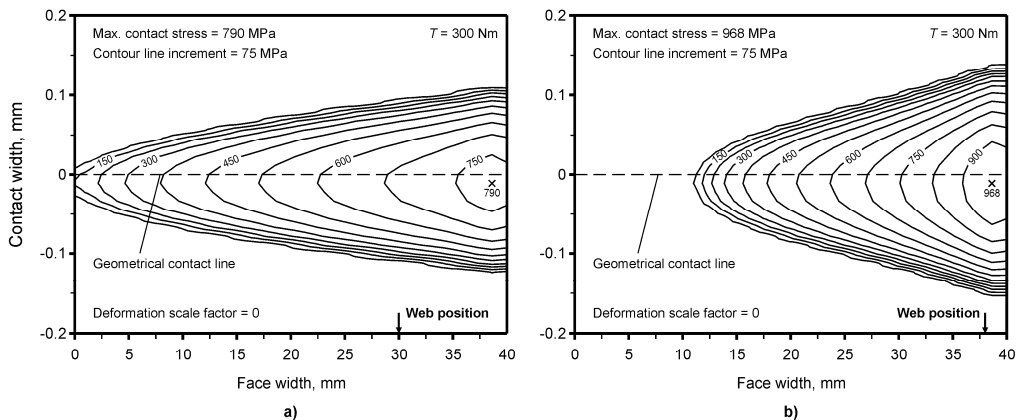 Max. contact stress = 790 MPa
T = 300 Nm
Contour line increment = 75 MPa
0.2
0.1
0
-0.1
-0.2
Contact width, mm
150
300
450
600
750
790
Geometrical contact line
Deformation scale factor = 0
Web position
0
5
10
15
20
25
30
35
40
Face width, mm
a)
Max. contact stress = 968 MPa
T = 300 Nm
Contour line increment = 75 MPa
0.2
0.1
0
-0.1
-0.2
150
300
450
600
750
900
968
Geometrical contact line
Deformation scale factor = 0
Web position
0
5
10
15
20
25
30
35
40
Face width, mm
b)